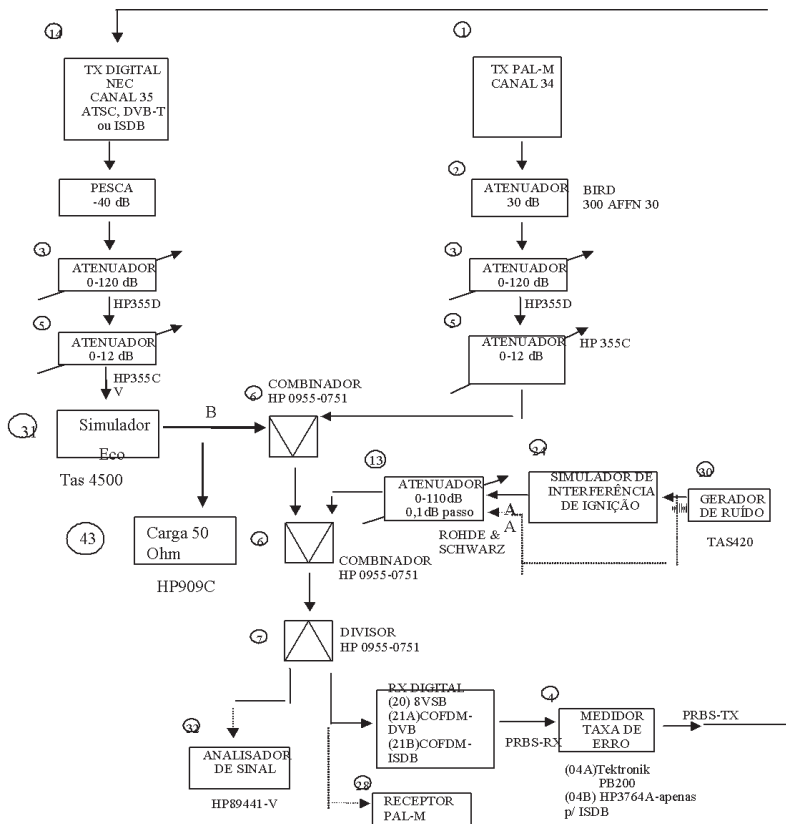 14
TX DIGITAL
NEC
CANAL 35
ATSC, DVB-T
ou ISDB
1
TX PAL-M
CANAL 34
PESCA
-40 dB
2
ATENUADOR
30 dB
BIRD
300 AFFN 30
3
ATENUADOR
0-120 dB
HP355D
3
ATENUADOR
0-120 dB
HP355D
5
ATENUADOR
0-12 dB
HP355C
V
5
ATENUADOR
0-12 dB
HP 355C
31
Simulador
Eco
Tas 4500
B
6
COMBINADOR
HP 0955-0751
43
Carga 50
Ohm
HP909C
13
ATENUADOR
0-110dB
0,1dB passo
A
A
ROHDE &
SCHWARZ
24
SIMULADOR DE
INTERFERÊNCIA
DE IGNIÇÃO
30
GERADOR
DE RUÍDO
TAS420
6
COMBINADOR
HP 0955-0751
7
DIVISOR
HP 0955-0751
32
ANALISADOR
DE SINAL
HP89441-V
RX DIGITAL
(20) 8VSB
(21A)COFDM-
DVB
(21B)COFDM-
ISDB
PRBS-RX
4
MEDIDOR
TAXA DE
ERRO
PRBS-TX
(04A)Tektronik
PB200
(04B) HP3764A-apenas
p/ ISDB
28
RECEPTOR
PAL-M